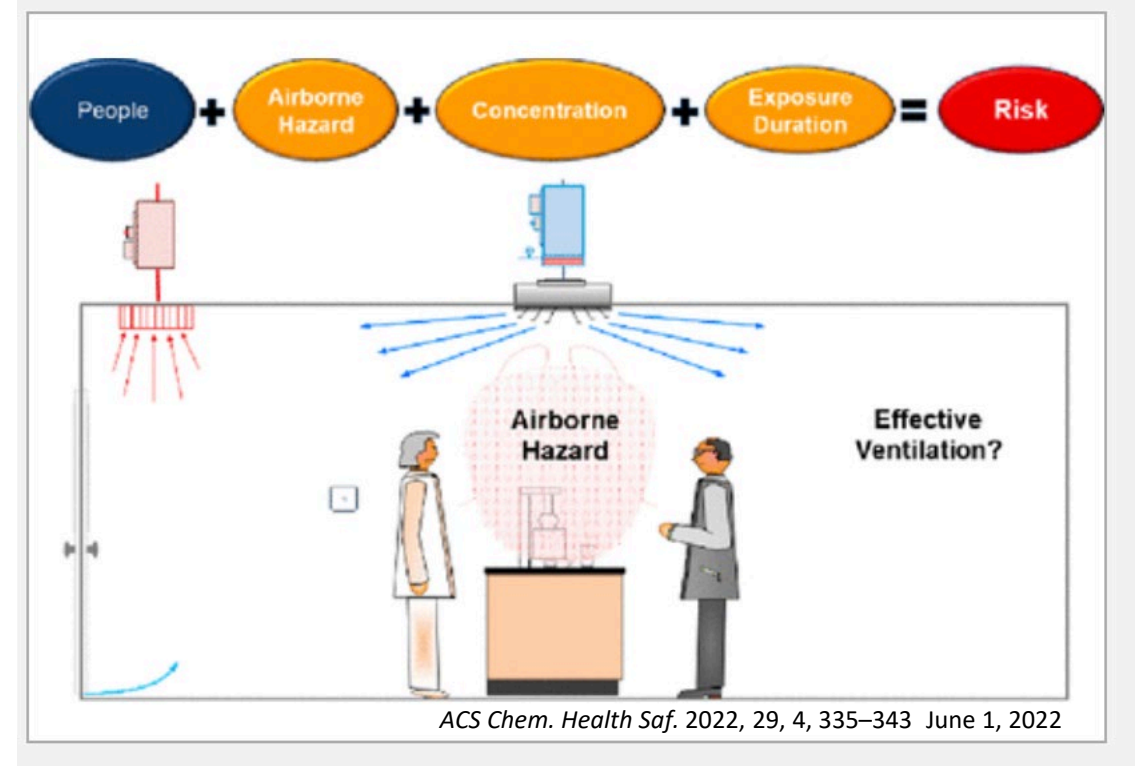 People + Airborne Hazard + Concentration + Exposure Duration = Risk
Airborne
Hazard
Effective
Ventilation?
ACS Chem. Health Saf. 2022, 29, 4, 335–343 June 1, 2022